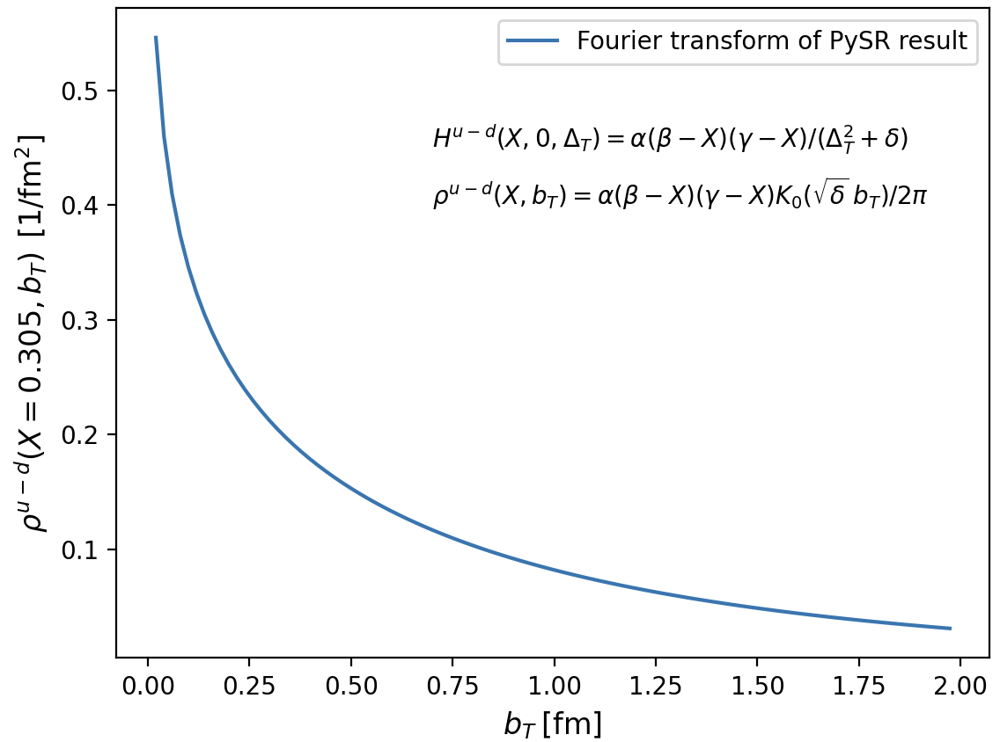 Fourier transform of PySR result
H^{u−d}(X, 0, Δ_T) = α(β − X)(γ − X)/(Δ_T^2 + δ)
ρ^{u−d}(X, b_T) = α(β − X)(γ − X)K_0(√δ b_T)/2π
ρ^{u−d}(X = 0.305, b_T) [1/fm^2]
0.5
0.4
0.3
0.2
0.1
0.00 0.25 0.50 0.75 1.00 1.25 1.50 1.75 2.00
b_T [fm]